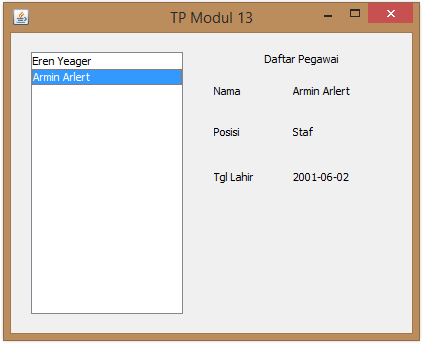 TP Modul 13
Eren Yeager
Armin Arlert
Daftar Pegawai
Nama Armin Arlert
Posisi Staf
Tgl Lahir 2001-06-02